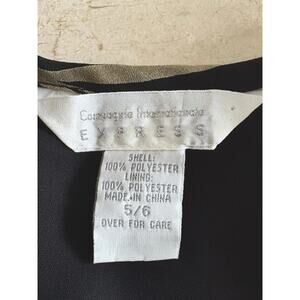 Compagnie Internationale
EXPRESS
SHELL:
100% POLYESTER
LINING:
100% POLYESTER
MADE IN CHINA
5/6
OVER FOR CARE